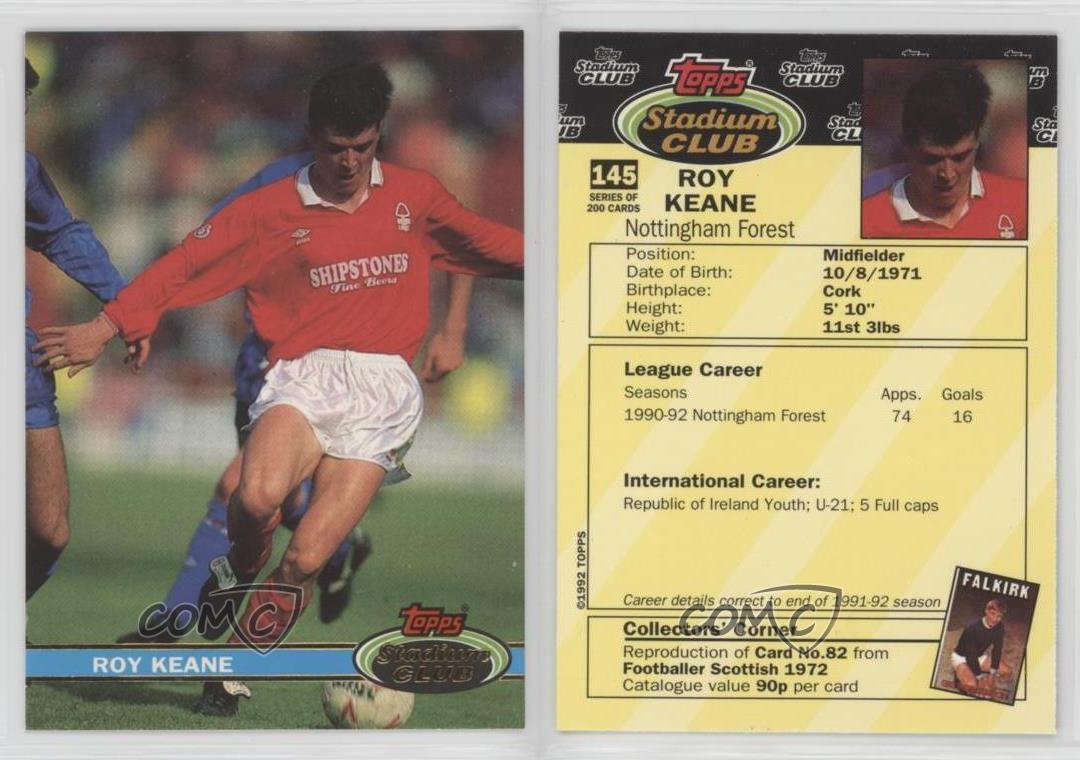 SHIPSTONES
Fine Beers
COMC
ROY KEANE
Topps
Stadium
CLUB
Topps
Stadium
CLUB
Topps
Stadium
CLUB
Topps
Stadium
CLUB
145
SERIES OF
200 CARDS
ROY
KEANE
Nottingham Forest
Position: Midfielder
Date of Birth: 10/8/1971
Birthplace: Cork
Height: 5' 10"
Weight: 11st 3lbs
League Career
Seasons Apps. Goals
1990-92 Nottingham Forest 74 16
International Career:
Republic of Ireland Youth; U-21; 5 Full caps
©1992 TOPPS
Career details correct to end of 1991-92 season
COMC
Collectors' Corner
Reproduction of Card No.82 from
Footballer Scottish 1972
Catalogue value 90p per card
FALKIRK